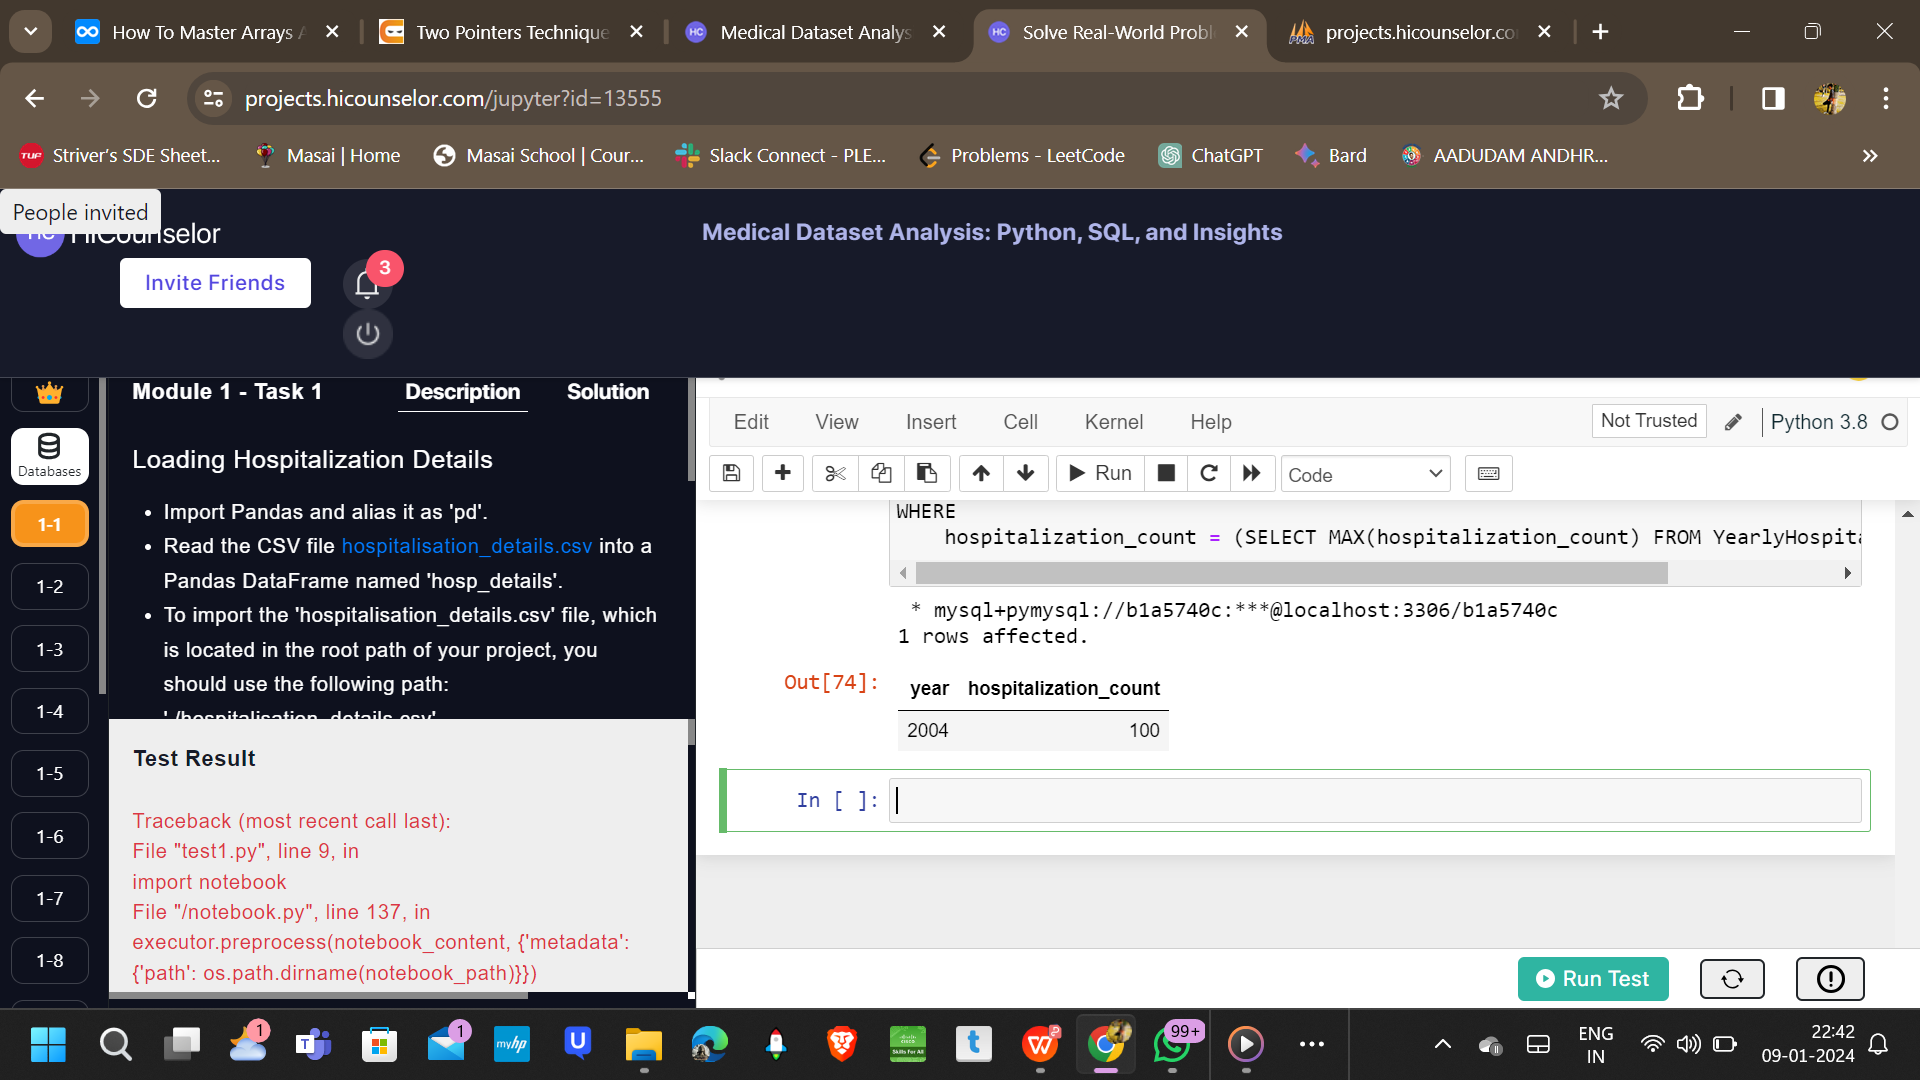 How To Master Arrays
Two Pointers Technique
Medical Dataset Analys
Solve Real-World Probl
projects.hicounselor.co
projects.hicounselor.com/jupyter?id=13555
TUF
Striver's SDE Sheet...
Masai | Home
Masai School | Cour...
Slack Connect - PLE...
Problems - LeetCode
ChatGPT
Bard
AADUDAM ANDHR...
People invited
HiCounselor
Invite Friends
3
Medical Dataset Analysis: Python, SQL, and Insights
Module 1 - Task 1
Description
Solution
Databases
1-1
1-2
1-3
1-4
1-5
1-6
1-7
1-8
Loading Hospitalization Details
• Import Pandas and alias it as 'pd'.
• Read the CSV file hospitalisation_details.csv into a
Pandas DataFrame named 'hosp_details'.
• To import the 'hospitalisation_details.csv' file, which
is located in the root path of your project, you
should use the following path:
'./hospitalisation_details.csv'
Test Result
Traceback (most recent call last):
File "test1.py", line 9, in
import notebook
File "/notebook.py", line 137, in
executor.preprocess(notebook_content, {'metadata':
{'path': os.path.dirname(notebook_path)}})
Edit
View
Insert
Cell
Kernel
Help
Not Trusted
Python 3.8
Run
Code
WHERE
hospitalization_count = (SELECT MAX(hospitalization_count) FROM YearlyHospita
* mysql+pymysql://b1a5740c:***@localhost:3306/b1a5740c
1 rows affected.
Out[74]:
year hospitalization_count
2004 100
In [ ]:
Run Test
1
1
myhp
Skills For All
99+
ENG
IN
22:42
09-01-2024